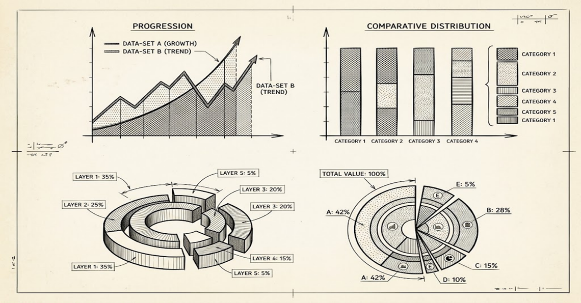 PROGRESSION
DATA-SET A (GROWTH)
DATA-SET B (TREND)
DATA-SET B
(TREND)
COMPARATIVE DISTRIBUTION
CATEGORY 1
CATEGORY 2
CATEGORY 3
CATEGORY 4
CATEGORY 5
CATEGORY 1
CATEGORY 1
CATEGORY 2
CATEGORY 3
CATEGORY 4
LAYER 1: 35%
LAYER 5: 5%
LAYER 3: 20%
LAYER 2: 25%
LAYER 3: 20%
LAYER 4: 15%
LAYER 1: 35%
LAYER 5: 5%
TOTAL VALUE: 100%
E: 5%
A: 42%
B: 28%
C: 15%
A: 42%
D: 10%
E